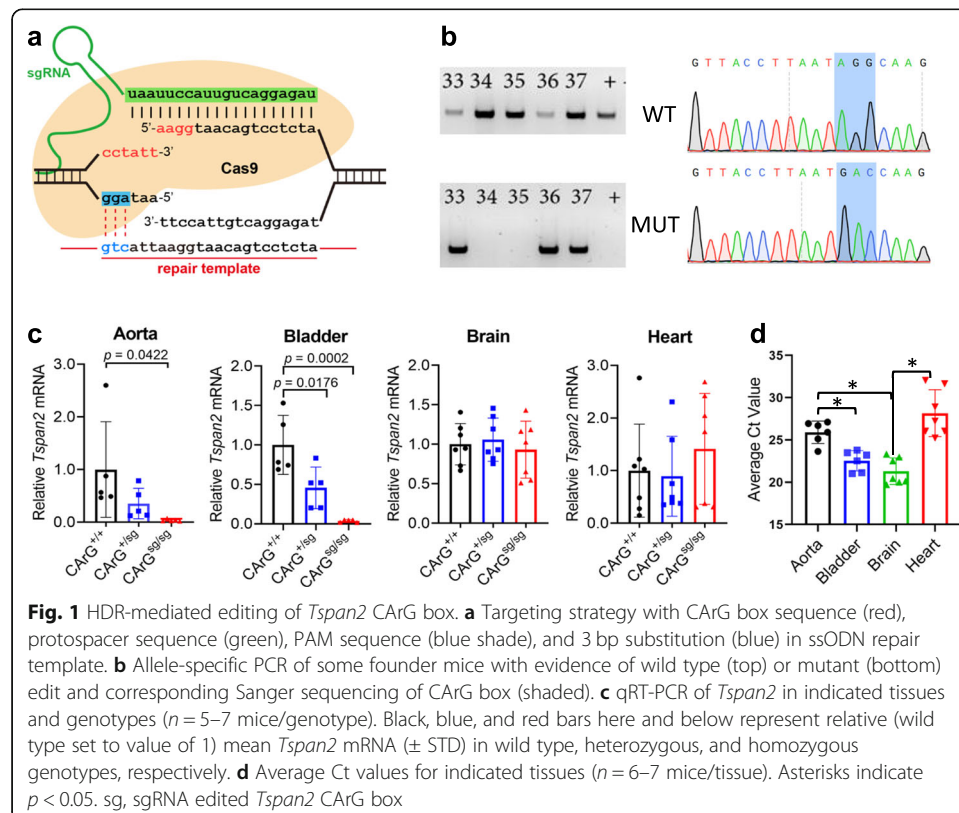 a
sgRNA
uaauuccauugucaggagau
5'-aaggtaacagtcctcta
cctatt-3'
Cas9
ggataa-5'
3'-ttccattgtcaggagat
gtcattaaggtaacagtcctcta
repair template
b
33 34 35 36 37 +
WT
G T T A C C T T A A T A G G C A A G
33 34 35 36 37 +
MUT
G T T A C C T T A A T G A C C A A G
c
Aorta
Relative Tspan2 mRNA
3.0
2.0
1.0
0.0
p = 0.0422
CArG+/+
CArG+/sg
CArGsg/sg
Bladder
Relative Tspan2 mRNA
2.0
1.5
1.0
0.5
0.0
p = 0.0002
p = 0.0176
CArG+/+
CArG+/sg
CArGsg/sg
Brain
Relative Tspan2 mRNA
2.0
1.5
1.0
0.5
0.0
CArG+/+
CArG+/sg
CArGsg/sg
Heart
Relatvie Tspan2 mRNA
3.0
2.0
1.0
0.0
CArG+/+
CArG+/sg
CArGsg/sg
d
Average Ct Value
35
30
25
20
15
* * *
Aorta
Bladder
Brain
Heart
Fig. 1 HDR-mediated editing of Tspan2 CArG box. a Targeting strategy with CArG box sequence (red),
protospacer sequence (green), PAM sequence (blue shade), and 3 bp substitution (blue) in ssODN repair
template. b Allele-specific PCR of some founder mice with evidence of wild type (top) or mutant (bottom)
edit and corresponding Sanger sequencing of CArG box (shaded). c qRT-PCR of Tspan2 in indicated tissues
and genotypes (n = 5–7 mice/genotype). Black, blue, and red bars here and below represent relative (wild
type set to value of 1) mean Tspan2 mRNA (± STD) in wild type, heterozygous, and homozygous
genotypes, respectively. d Average Ct values for indicated tissues (n = 6–7 mice/tissue). Asterisks indicate
p < 0.05. sg, sgRNA edited Tspan2 CArG box